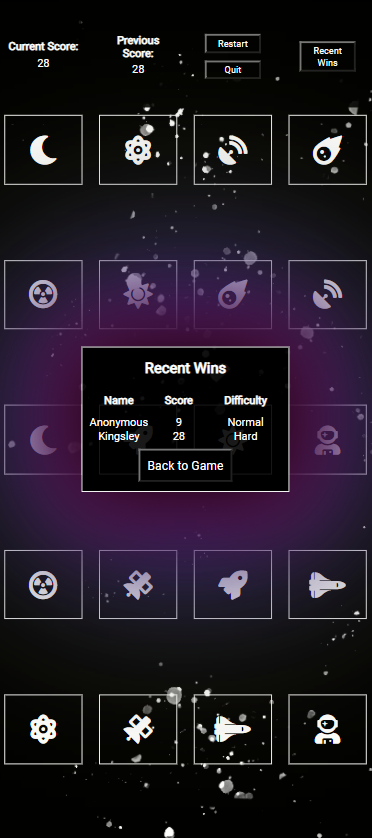 Current Score:
28
Previous
Score:
28
Restart
Quit
Recent
Wins
Recent Wins
Name Score Difficulty
Anonymous 9 Normal
Kingsley 28 Hard
Back to Game